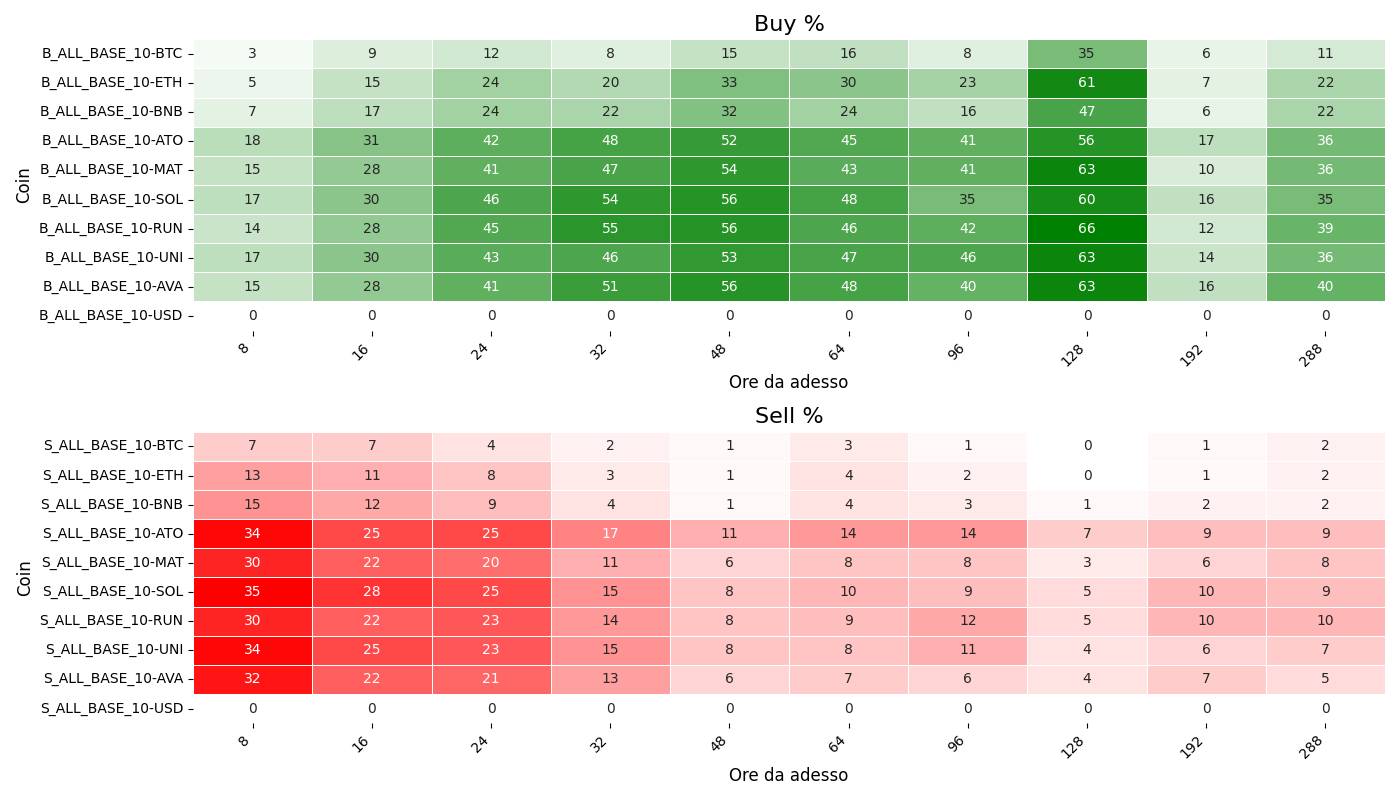 Buy %
Coin
B_ALL_BASE_10-BTC 3 9 12 8 15 16 8 35 6 11
B_ALL_BASE_10-ETH 5 15 24 20 33 30 23 61 7 22
B_ALL_BASE_10-BNB 7 17 24 22 32 24 16 47 6 22
B_ALL_BASE_10-ATO 18 31 42 48 52 45 41 56 17 36
B_ALL_BASE_10-MAT 15 28 41 47 54 43 41 63 10 36
B_ALL_BASE_10-SOL 17 30 46 54 56 48 35 60 16 35
B_ALL_BASE_10-RUN 14 28 45 55 56 46 42 66 12 39
B_ALL_BASE_10-UNI 17 30 43 46 53 47 46 63 14 36
B_ALL_BASE_10-AVA 15 28 41 51 56 48 40 63 16 40
B_ALL_BASE_10-USD 0 0 0 0 0 0 0 0 0 0
8 16 24 32 48 64 96 128 192 288
Ore da adesso
Sell %
Coin
S_ALL_BASE_10-BTC 7 7 4 2 1 3 1 0 1 2
S_ALL_BASE_10-ETH 13 11 8 3 1 4 2 0 1 2
S_ALL_BASE_10-BNB 15 12 9 4 1 4 3 1 2 2
S_ALL_BASE_10-ATO 34 25 25 17 11 14 14 7 9 9
S_ALL_BASE_10-MAT 30 22 20 11 6 8 8 3 6 8
S_ALL_BASE_10-SOL 35 28 25 15 8 10 9 5 10 9
S_ALL_BASE_10-RUN 30 22 23 14 8 9 12 5 10 10
S_ALL_BASE_10-UNI 34 25 23 15 8 8 11 4 6 7
S_ALL_BASE_10-AVA 32 22 21 13 6 7 6 4 7 5
S_ALL_BASE_10-USD 0 0 0 0 0 0 0 0 0 0
8 16 24 32 48 64 96 128 192 288
Ore da adesso